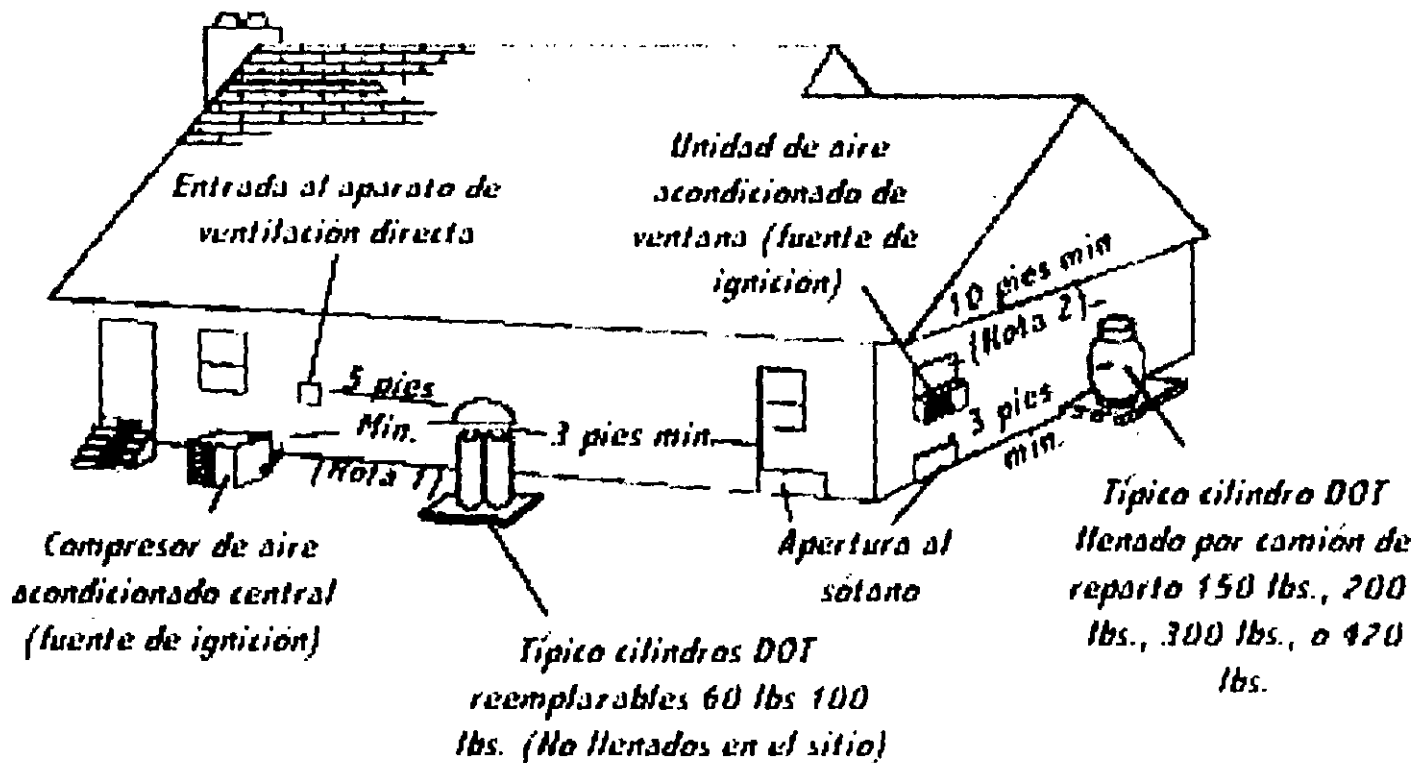 Entrada al aparato de
ventilación directa
Unidad de aire
acondicionado de
ventana (fuente de
ignición)
10 pies min
(Nota 2)
5 pies
Min.
(Nota 1)
3 pies min.
3 pies
min.
Compresor de aire
acondicionado central
(fuente de ignición)
Típico cilindros DOT
reemplarables 60 lbs 100
lbs. (No llenados en el sitio)
Apertura al
sótano
Típico cilindro DOT
llenado por camión de
reparto 150 lbs., 200
lbs., 300 lbs., o 420
lbs.